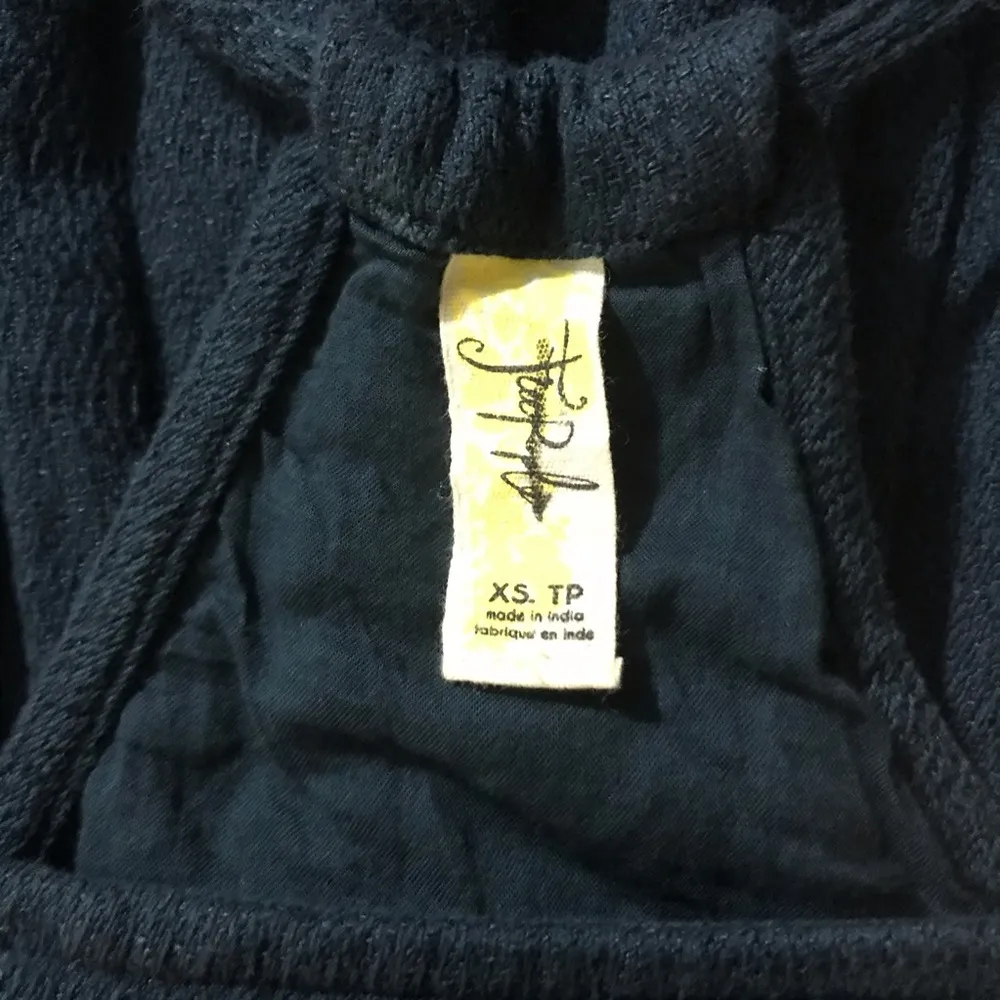 Free People
XS. TP
made in india
fabriqué en inde